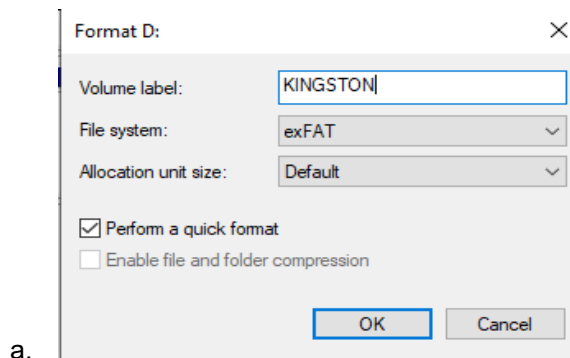 Format D:
Volume label: KINGSTON
File system: exFAT
Allocation unit size: Default
Perform a quick format
Enable file and folder compression
OK Cancel
a.